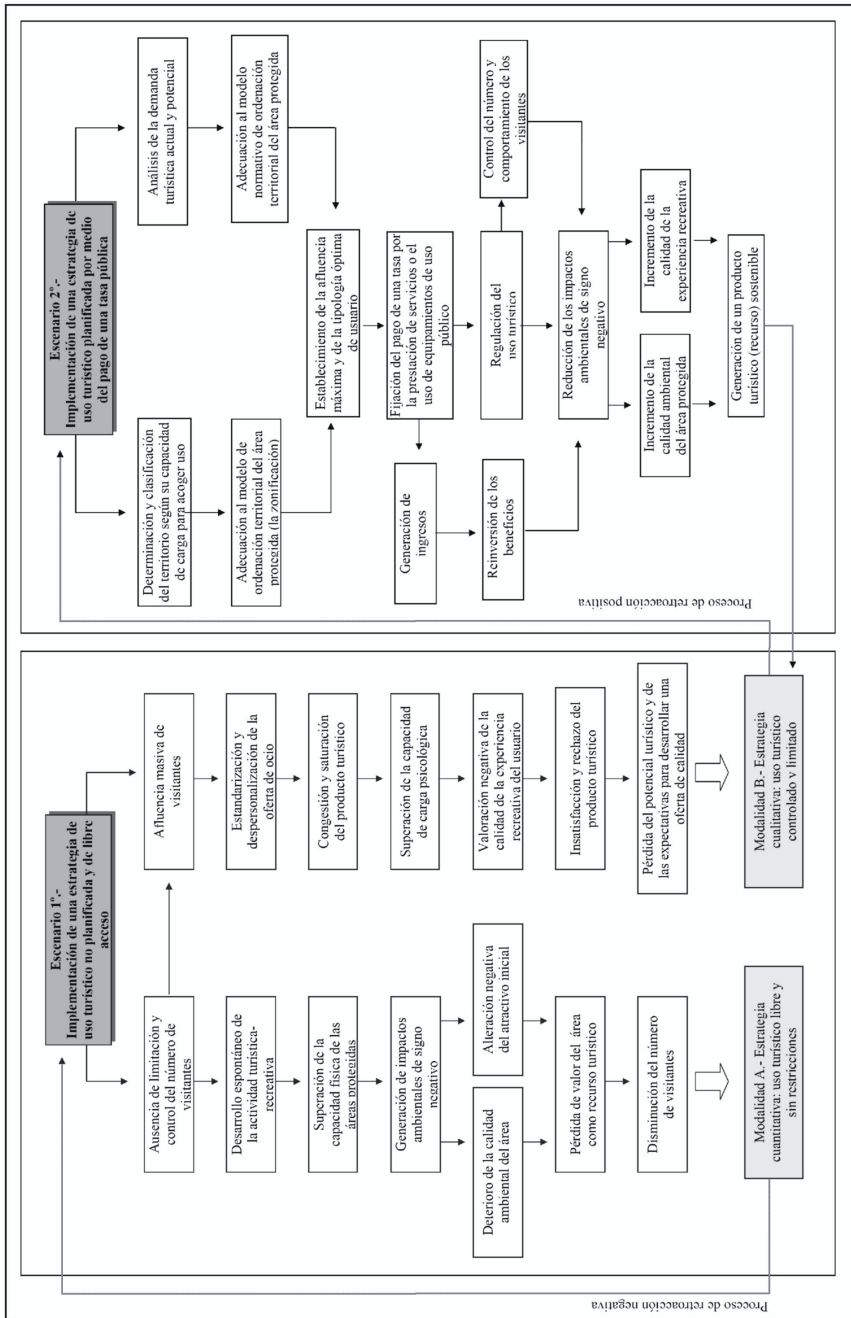 Escenario 1º.-
Implementación de una estrategia de
uso turístico no planificada y de libre
acceso
Ausencia de limitación y
control del número de
visitantes
Desarrollo espontáneo de
la actividad turística-
recreativa
Superación de la
capacidad física de las
áreas protegidas
Generación de impactos
ambientales de signo
negativo
Deterioro de la calidad
ambiental del área
Alteración negativa
del atractivo inicial
Pérdida de valor del área
como recurso turístico
Disminución del número
de visitantes
Modalidad A.- Estrategia
cuantitativa: uso turístico libre y
sin restricciones
Afluencia masiva de
visitantes
Estandarización y
despersonalización de la
oferta de ocio
Congestión y saturación
del producto turístico
Superación de la capacidad
de carga psicológica
Valoración negativa de la
calidad de la experiencia
recreativa del usuario
Insatisfacción y rechazo del
producto turístico
Pérdida del potencial turístico y de
las expectativas para desarrollar una
oferta de calidad
Modalidad B.- Estrategia
cualitativa: uso turístico
controlado y limitado
Proceso de retroacción negativa
Escenario 2º.-
Implementación de una estrategia de
uso turístico planificada por medio
del pago de una tasa pública
Determinación y clasificación
del territorio según su capacidad
de carga para acoger uso
Adecuación al modelo de
ordenación territorial del área
protegida (la zonificación)
Análisis de la demanda
turística actual y potencial
Adecuación al modelo
normativo de ordenación
territorial del área protegida
Establecimiento de la afluencia
máxima y de la tipología óptima
de usuario
Fijación del pago de una tasa por
la prestación de servicios o el
uso de equipamientos de uso
público
Generación de
ingresos
Reinversión de los
beneficios
Regulación del
uso turístico
Control del número y
comportamiento de los
visitantes
Reducción de los impactos
ambientales de signo
negativo
Incremento de la
calidad ambiental
del área protegida
Incremento de la
calidad de la
experiencia recreativa
Generación de un producto
turístico (recurso) sostenible
Proceso de retroacción positiva